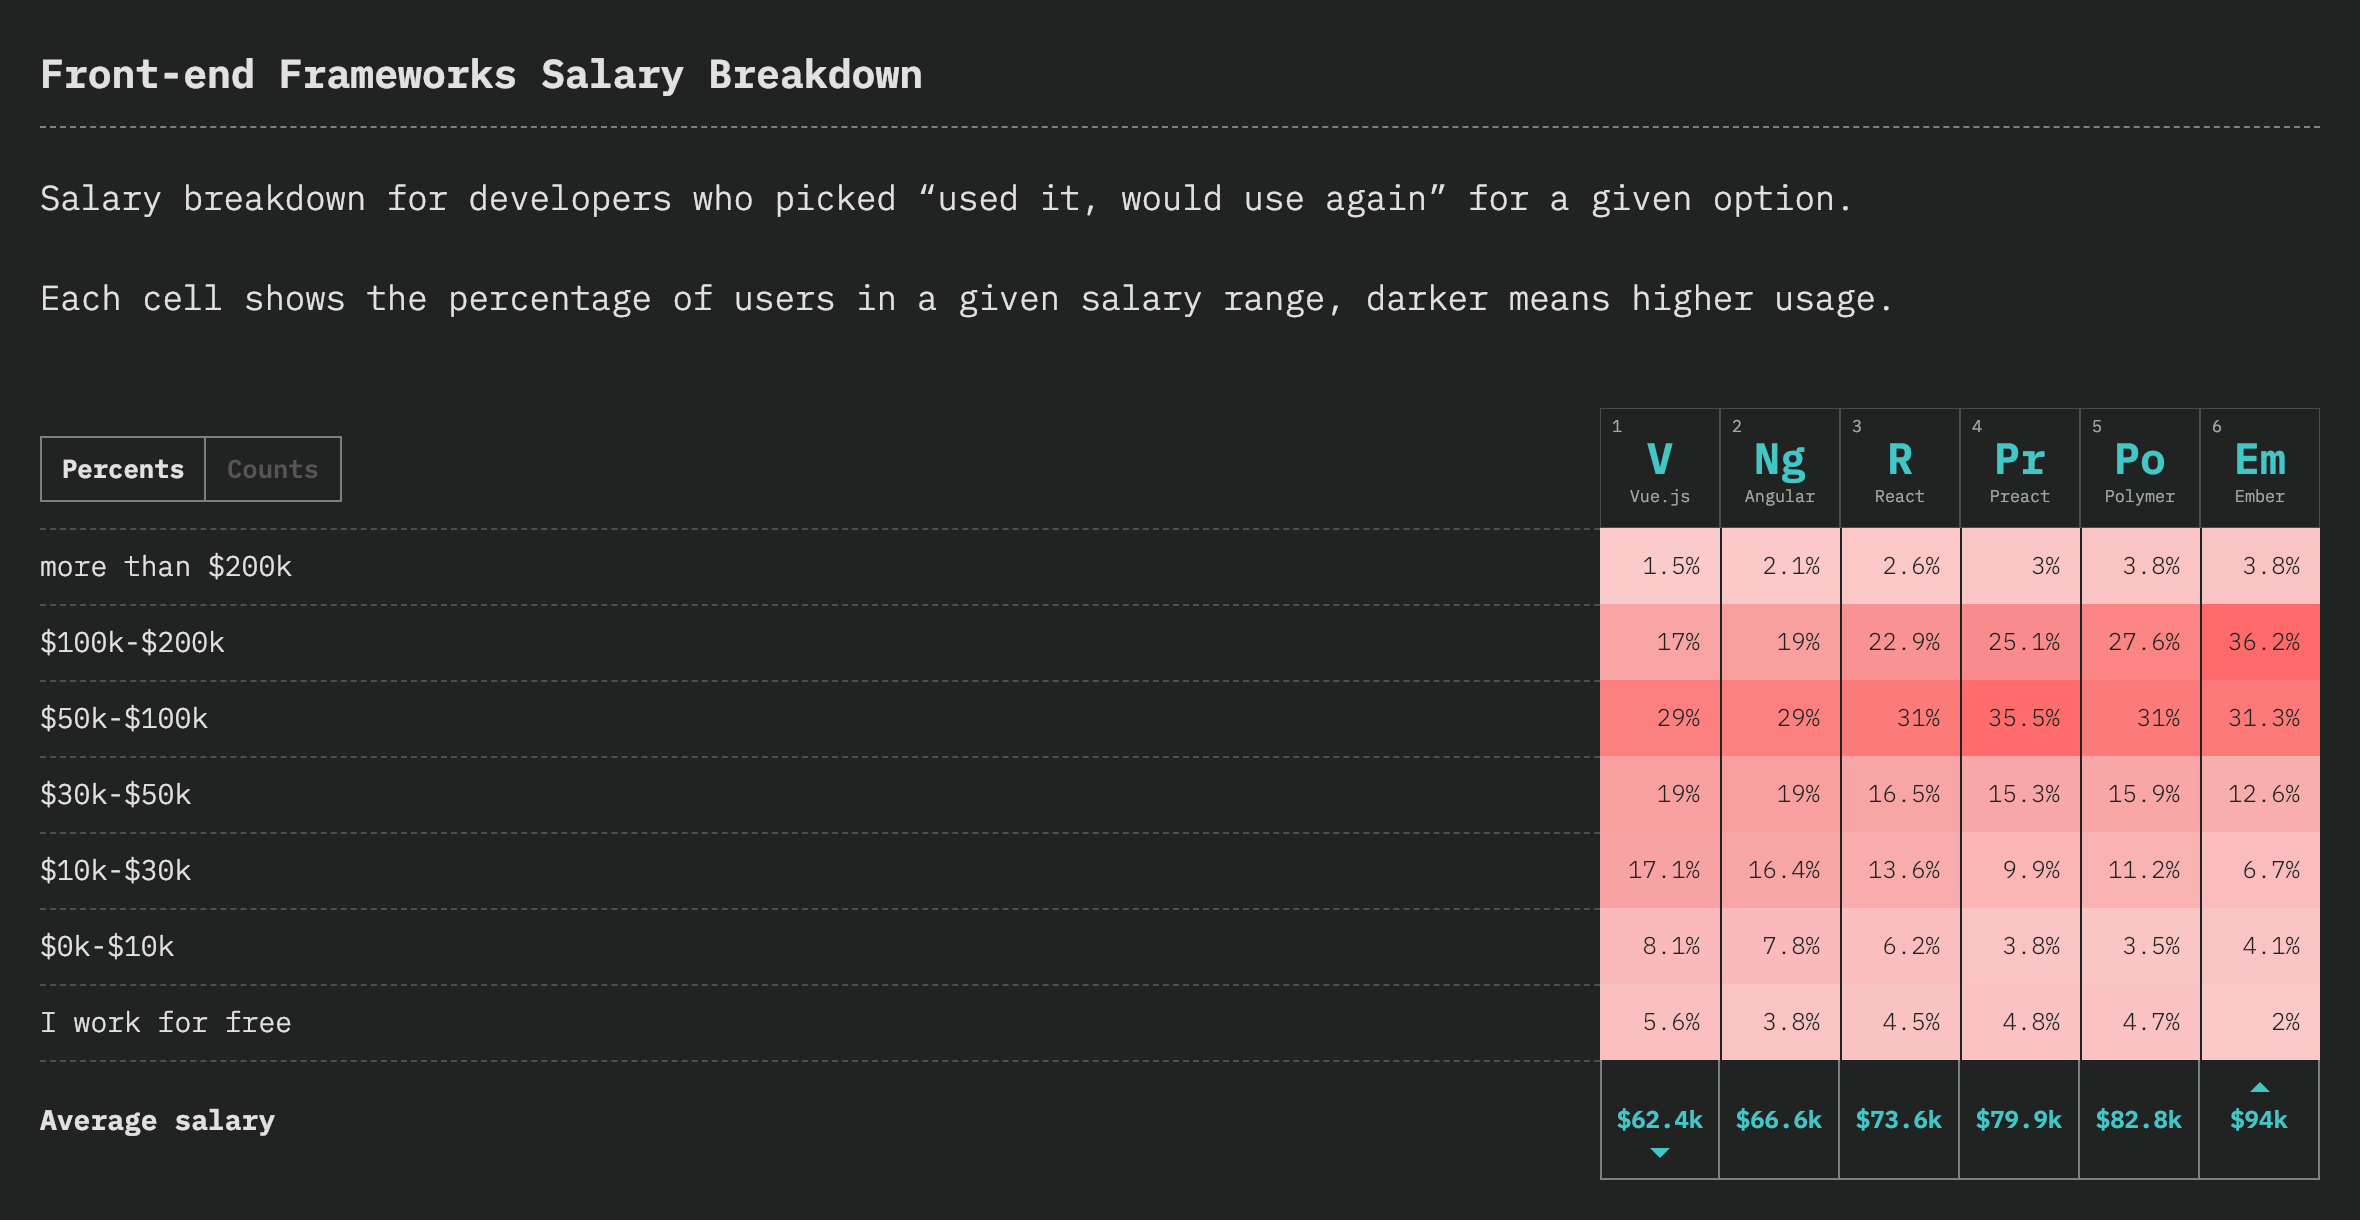 Front-end Frameworks Salary Breakdown
Salary breakdown for developers who picked “used it, would use again” for a given option.
Each cell shows the percentage of users in a given salary range, darker means higher usage.
Percents Counts
1 2 3 4 5 6
V Ng R Pr Po Em
Vue.js Angular React Preact Polymer Ember
more than $200k 1.5% 2.1% 2.6% 3% 3.8% 3.8%
$100k-$200k 17% 19% 22.9% 25.1% 27.6% 36.2%
$50k-$100k 29% 29% 31% 35.5% 31% 31.3%
$30k-$50k 19% 19% 16.5% 15.3% 15.9% 12.6%
$10k-$30k 17.1% 16.4% 13.6% 9.9% 11.2% 6.7%
$0k-$10k 8.1% 7.8% 6.2% 3.8% 3.5% 4.1%
I work for free 5.6% 3.8% 4.5% 4.8% 4.7% 2%
Average salary $62.4k $66.6k $73.6k $79.9k $82.8k $94k